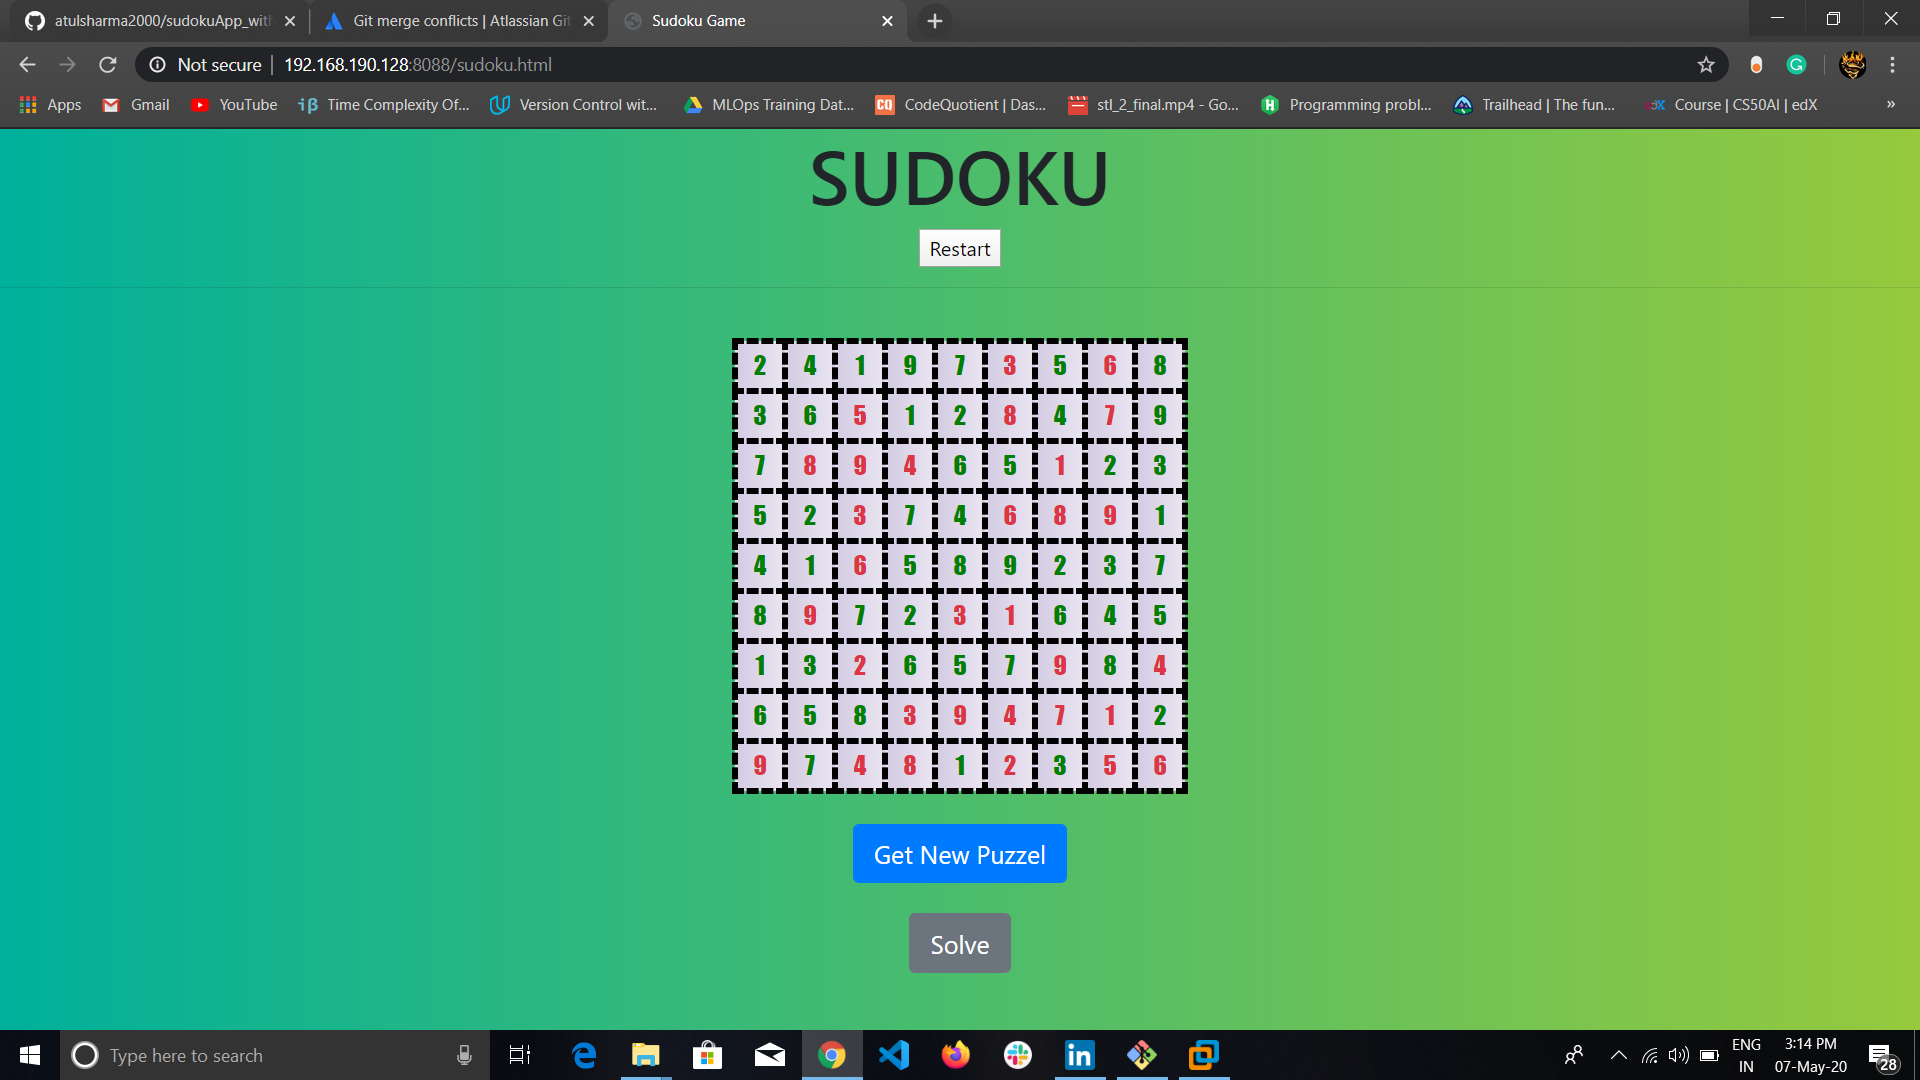 atulsharma2000/sudokuApp_with
Git merge conflicts | Atlassian Git
Sudoku Game
Not secure | 192.168.190.128:8088/sudoku.html
Apps
Gmail
YouTube
Time Complexity Of...
Version Control wit...
MLOps Training Dat...
CodeQuotient | Das...
stl_2_final.mp4 - Go...
Programming probl...
Trailhead | The fun...
Course | CS50AI | edX
»
SUDOKU
Restart
2 4 1 9 7 3 5 6 8
3 6 5 1 2 8 4 7 9
7 8 9 4 6 5 1 2 3
5 2 3 7 4 6 8 9 1
4 1 6 5 8 9 2 3 7
8 9 7 2 3 1 6 4 5
1 3 2 6 5 7 9 8 4
6 5 8 3 9 4 7 1 2
9 7 4 8 1 2 3 5 6
Get New Puzzel
Solve
Type here to search
ENG
IN
3:14 PM
07-May-20
28